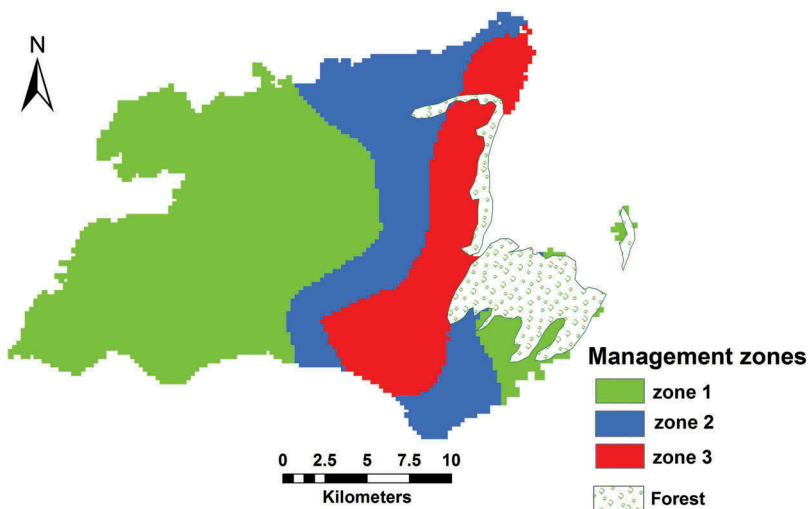 N
Management zones
zone 1
zone 2
zone 3
Forest
0 2.5 5 7.5 10
Kilometers